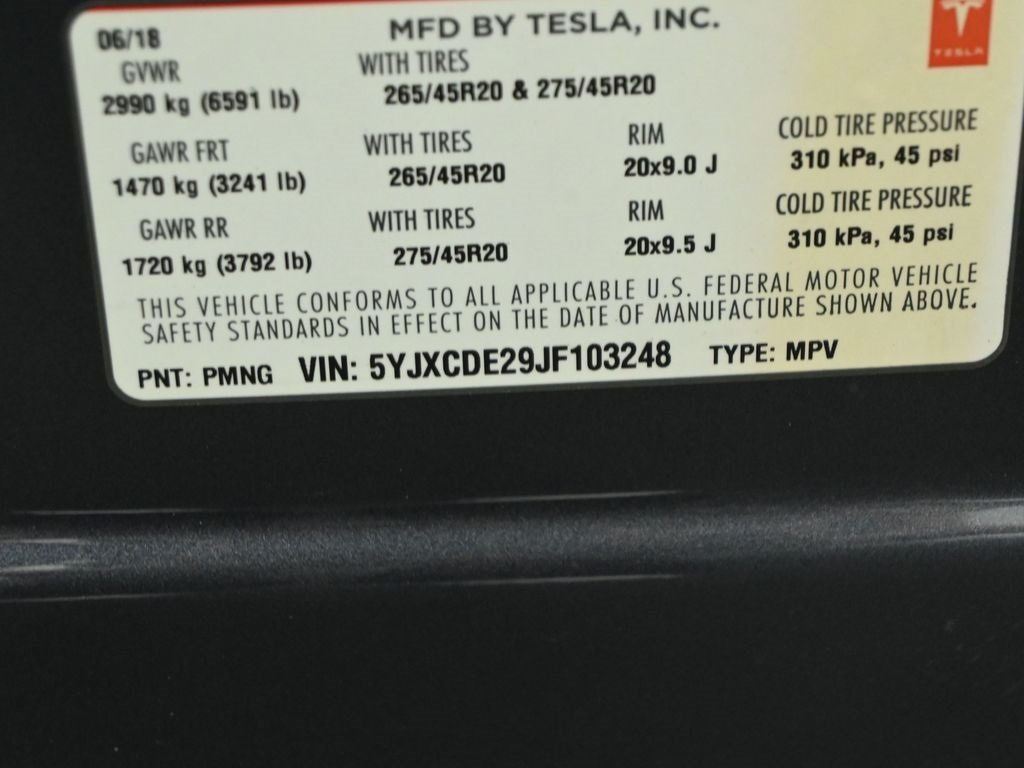 06/18 MFD BY TESLA, INC.
TESLA
GVWR WITH TIRES
2990 kg (6591 lb) 265/45R20 & 275/45R20
GAWR FRT WITH TIRES RIM COLD TIRE PRESSURE
1470 kg (3241 lb) 265/45R20 20x9.0 J 310 kPa, 45 psi
GAWR RR WITH TIRES RIM COLD TIRE PRESSURE
1720 kg (3792 lb) 275/45R20 20x9.5 J 310 kPa, 45 psi
THIS VEHICLE CONFORMS TO ALL APPLICABLE U.S. FEDERAL MOTOR VEHICLE
SAFETY STANDARDS IN EFFECT ON THE DATE OF MANUFACTURE SHOWN ABOVE.
PNT: PMNG VIN: 5YJXCDE29JF103248 TYPE: MPV